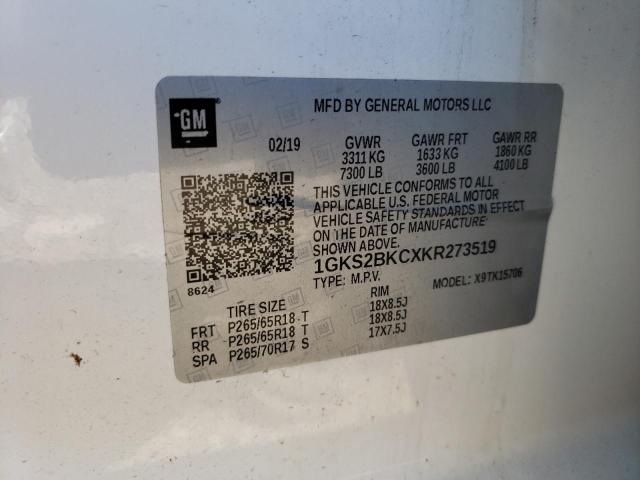 GM
MFD BY GENERAL MOTORS LLC
02/19 GVWR GAWR FRT GAWR RR
3311 KG 1633 KG 1860 KG
7300 LB 3600 LB 4100 LB
THIS VEHICLE CONFORMS TO ALL
APPLICABLE U.S. FEDERAL MOTOR
VEHICLE SAFETY STANDARDS IN EFFECT
ON THE DATE OF MANUFACTURE
SHOWN ABOVE.
1GKS2BKCXKR273519
8624
TYPE: M.P.V. MODEL: X9TK15706
TIRE SIZE RIM
FRT P265/65R18 T 18X8.5J
RR P265/65R18 T 18X8.5J
SPA P265/70R17 S 17X7.5J